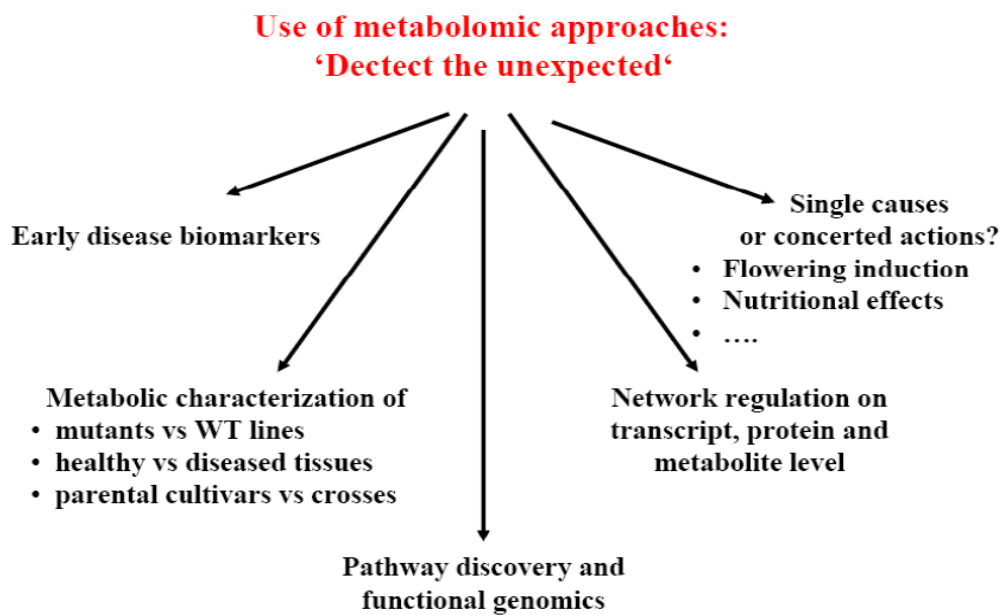 Use of metabolomic approaches:
‘Dectect the unexpected‘
Early disease biomarkers
Single causes
or concerted actions?
• Flowering induction
• Nutritional effects
• ….
Metabolic characterization of
• mutants vs WT lines
• healthy vs diseased tissues
• parental cultivars vs crosses
Network regulation on
transcript, protein and
metabolite level
Pathway discovery and
functional genomics